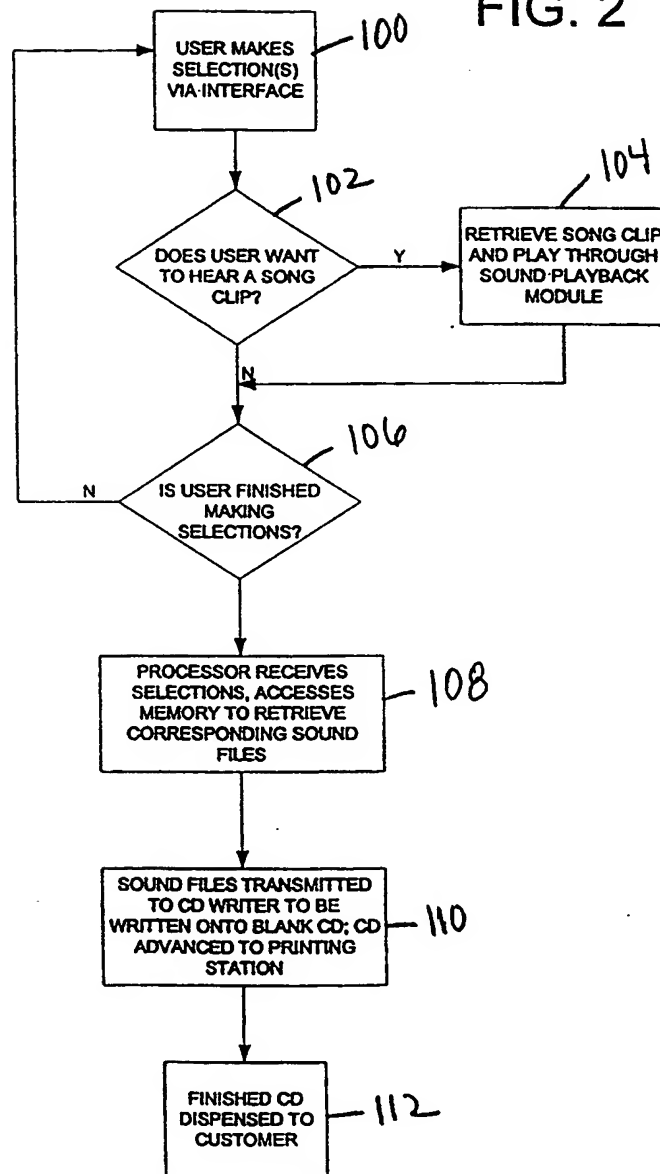 FIG. 2
USER MAKES
SELECTION(S)
VIA·INTERFACE
100
102
DOES USER WANT
TO HEAR A SONG
CLIP?
Y
104
RETRIEVE SONG CLIP
AND PLAY THROUGH
SOUND·PLAYBACK
MODULE
N
106
IS USER FINISHED
MAKING
SELECTIONS?
N
PROCESSOR RECEIVES
SELECTIONS, ACCESSES
MEMORY TO RETRIEVE
CORRESPONDING SOUND
FILES
108
SOUND FILES TRANSMITTED
TO CD WRITER TO BE
WRITTEN ONTO BLANK CD; CD
ADVANCED TO PRINTING
STATION
110
FINISHED CD
DISPENSED TO
CUSTOMER
112